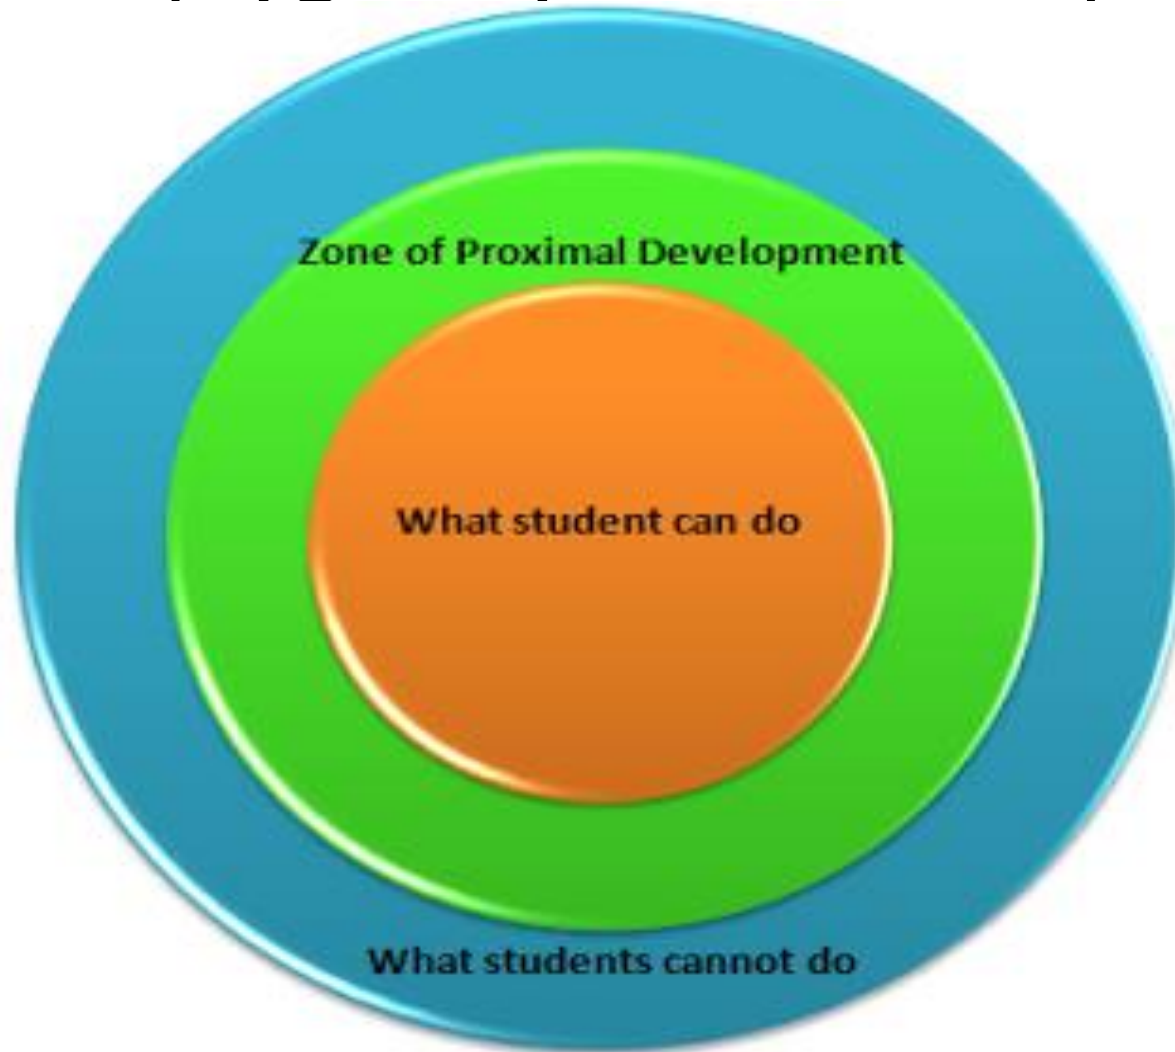 Zone of Proximal Development
What student can do
What students cannot do